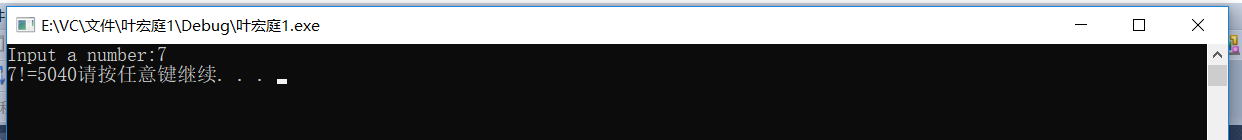 E:\VC\文件\叶宏庭1\Debug\叶宏庭1.exe
Input a number:7
7!=5040请按任意键继续. . .